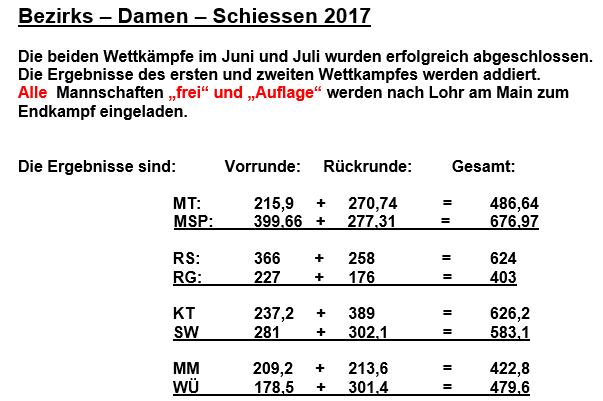 Bezirks – Damen – Schiessen 2017
Die beiden Wettkämpfe im Juni und Juli wurden erfolgreich abgeschlossen.
Die Ergebnisse des ersten und zweiten Wettkampfes werden addiert.
Alle Mannschaften „frei“ und „Auflage“ werden nach Lohr am Main zum
Endkampf eingeladen.
Die Ergebnisse sind: Vorrunde: Rückrunde: Gesamt:
MT: 215,9 + 270,74 = 486,64
MSP: 399,66 + 277,31 = 676,97
RS: 366 + 258 = 624
RG: 227 + 176 = 403
KT 237,2 + 389 = 626,2
SW 281 + 302,1 = 583,1
MM 209,2 + 213,6 = 422,8
WÜ 178,5 + 301,4 = 479,6